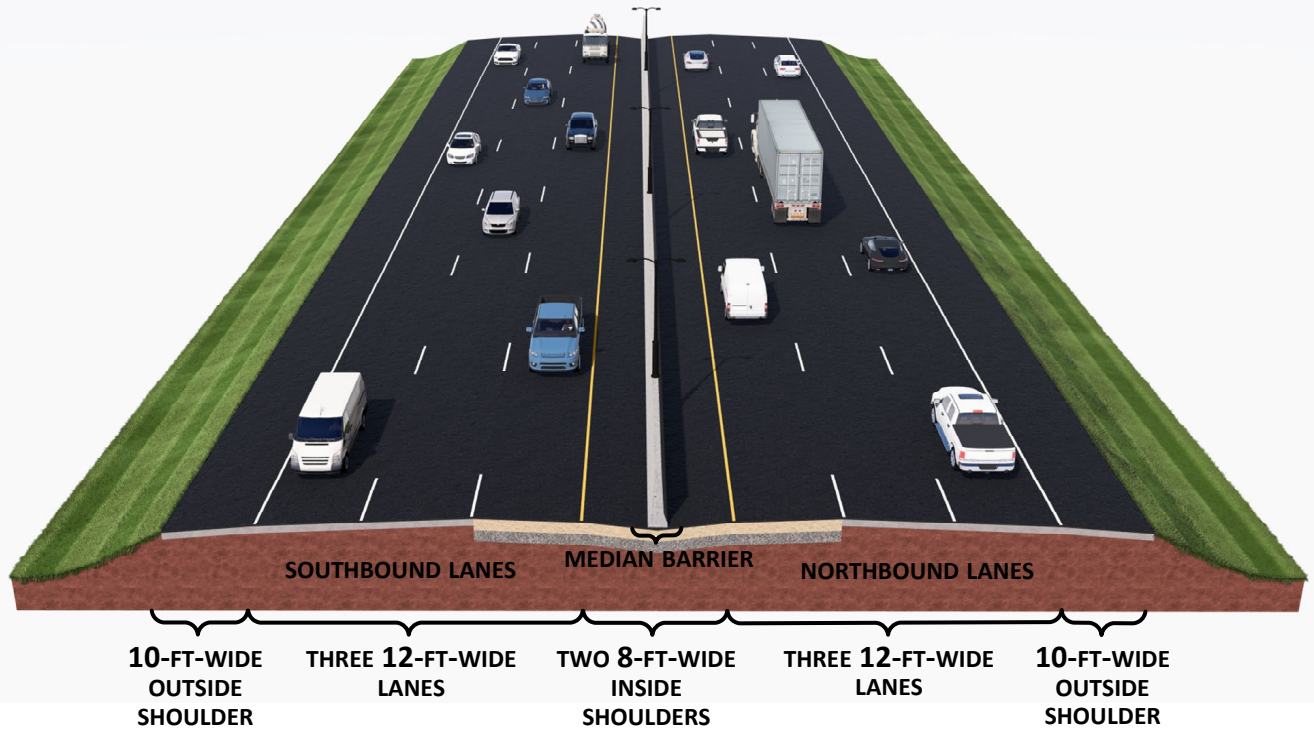 SOUTHBOUND LANES
MEDIAN BARRIER
NORTHBOUND LANES
10-FT-WIDE
OUTSIDE
SHOULDER
THREE 12-FT-WIDE
LANES
TWO 8-FT-WIDE
INSIDE
SHOULDERS
THREE 12-FT-WIDE
LANES
10-FT-WIDE
OUTSIDE
SHOULDER